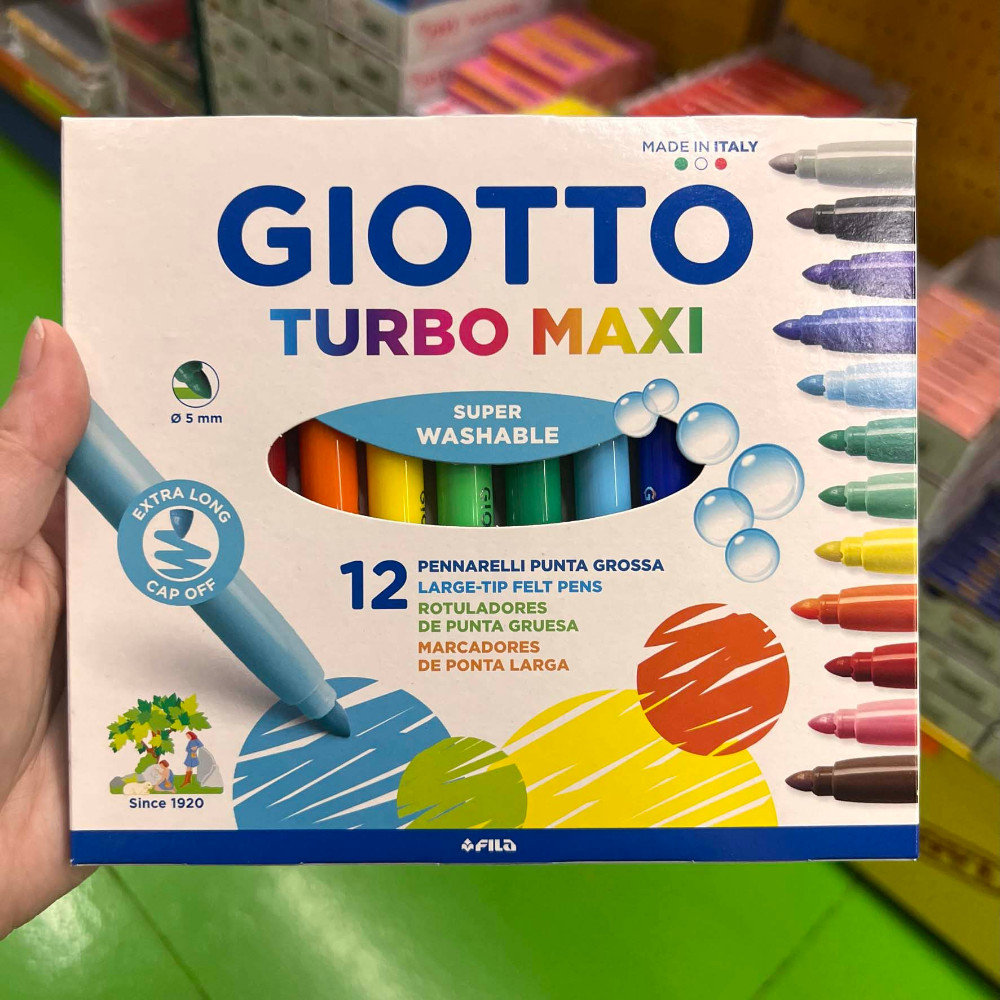 MADE IN ITALY
GIOTTO
TURBO MAXI
Ø 5 mm
SUPER
WASHABLE
EXTRA LONG
CAP OFF
12
PENNARELLI PUNTA GROSSA
LARGE-TIP FELT PENS
ROTULADORES
DE PUNTA GRUESA
MARCADORES
DE PONTA LARGA
Since 1920
FILA